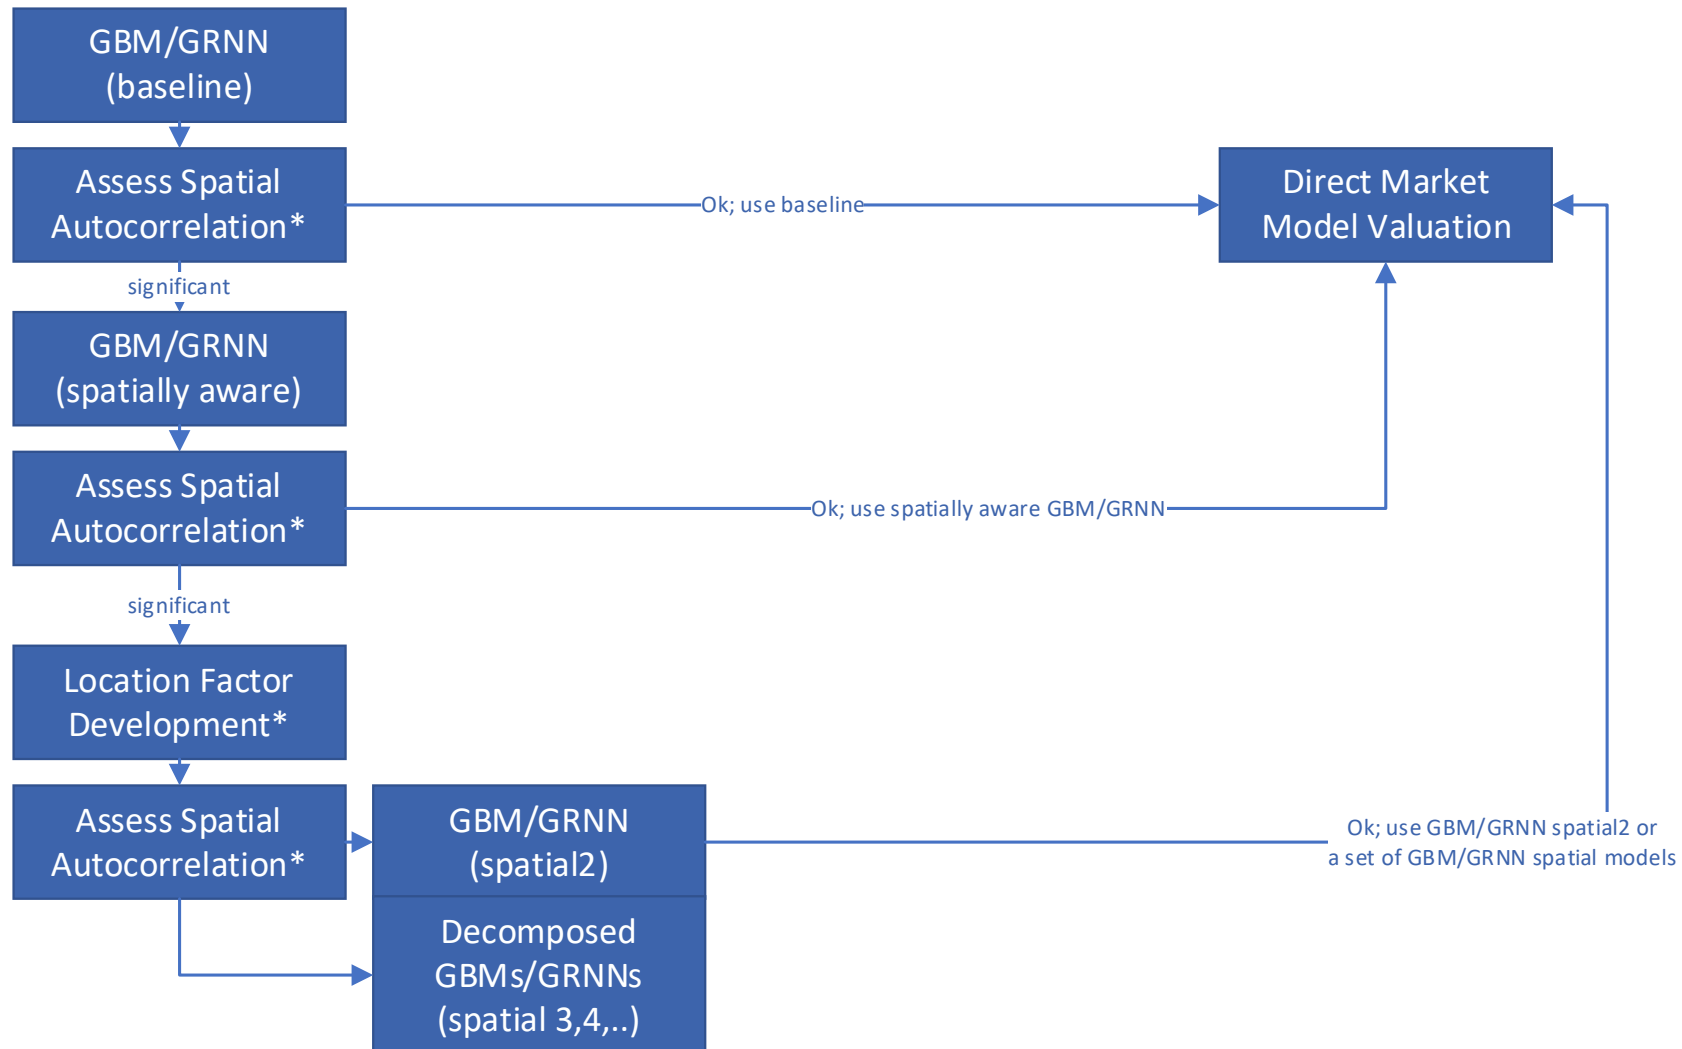 GBM/GRNN
(baseline)
Assess Spatial
Autocorrelation*
Ok; use baseline
Direct Market
Model Valuation
significant
GBM/GRNN
(spatially aware)
Assess Spatial
Autocorrelation*
Ok; use spatially aware GBM/GRNN
significant
Location Factor
Development*
Assess Spatial
Autocorrelation*
GBM/GRNN
(spatial2)
Ok; use GBM/GRNN spatial2 or
a set of GBM/GRNN spatial models
Decomposed
GBMs/GRNNs
(spatial 3,4,..)